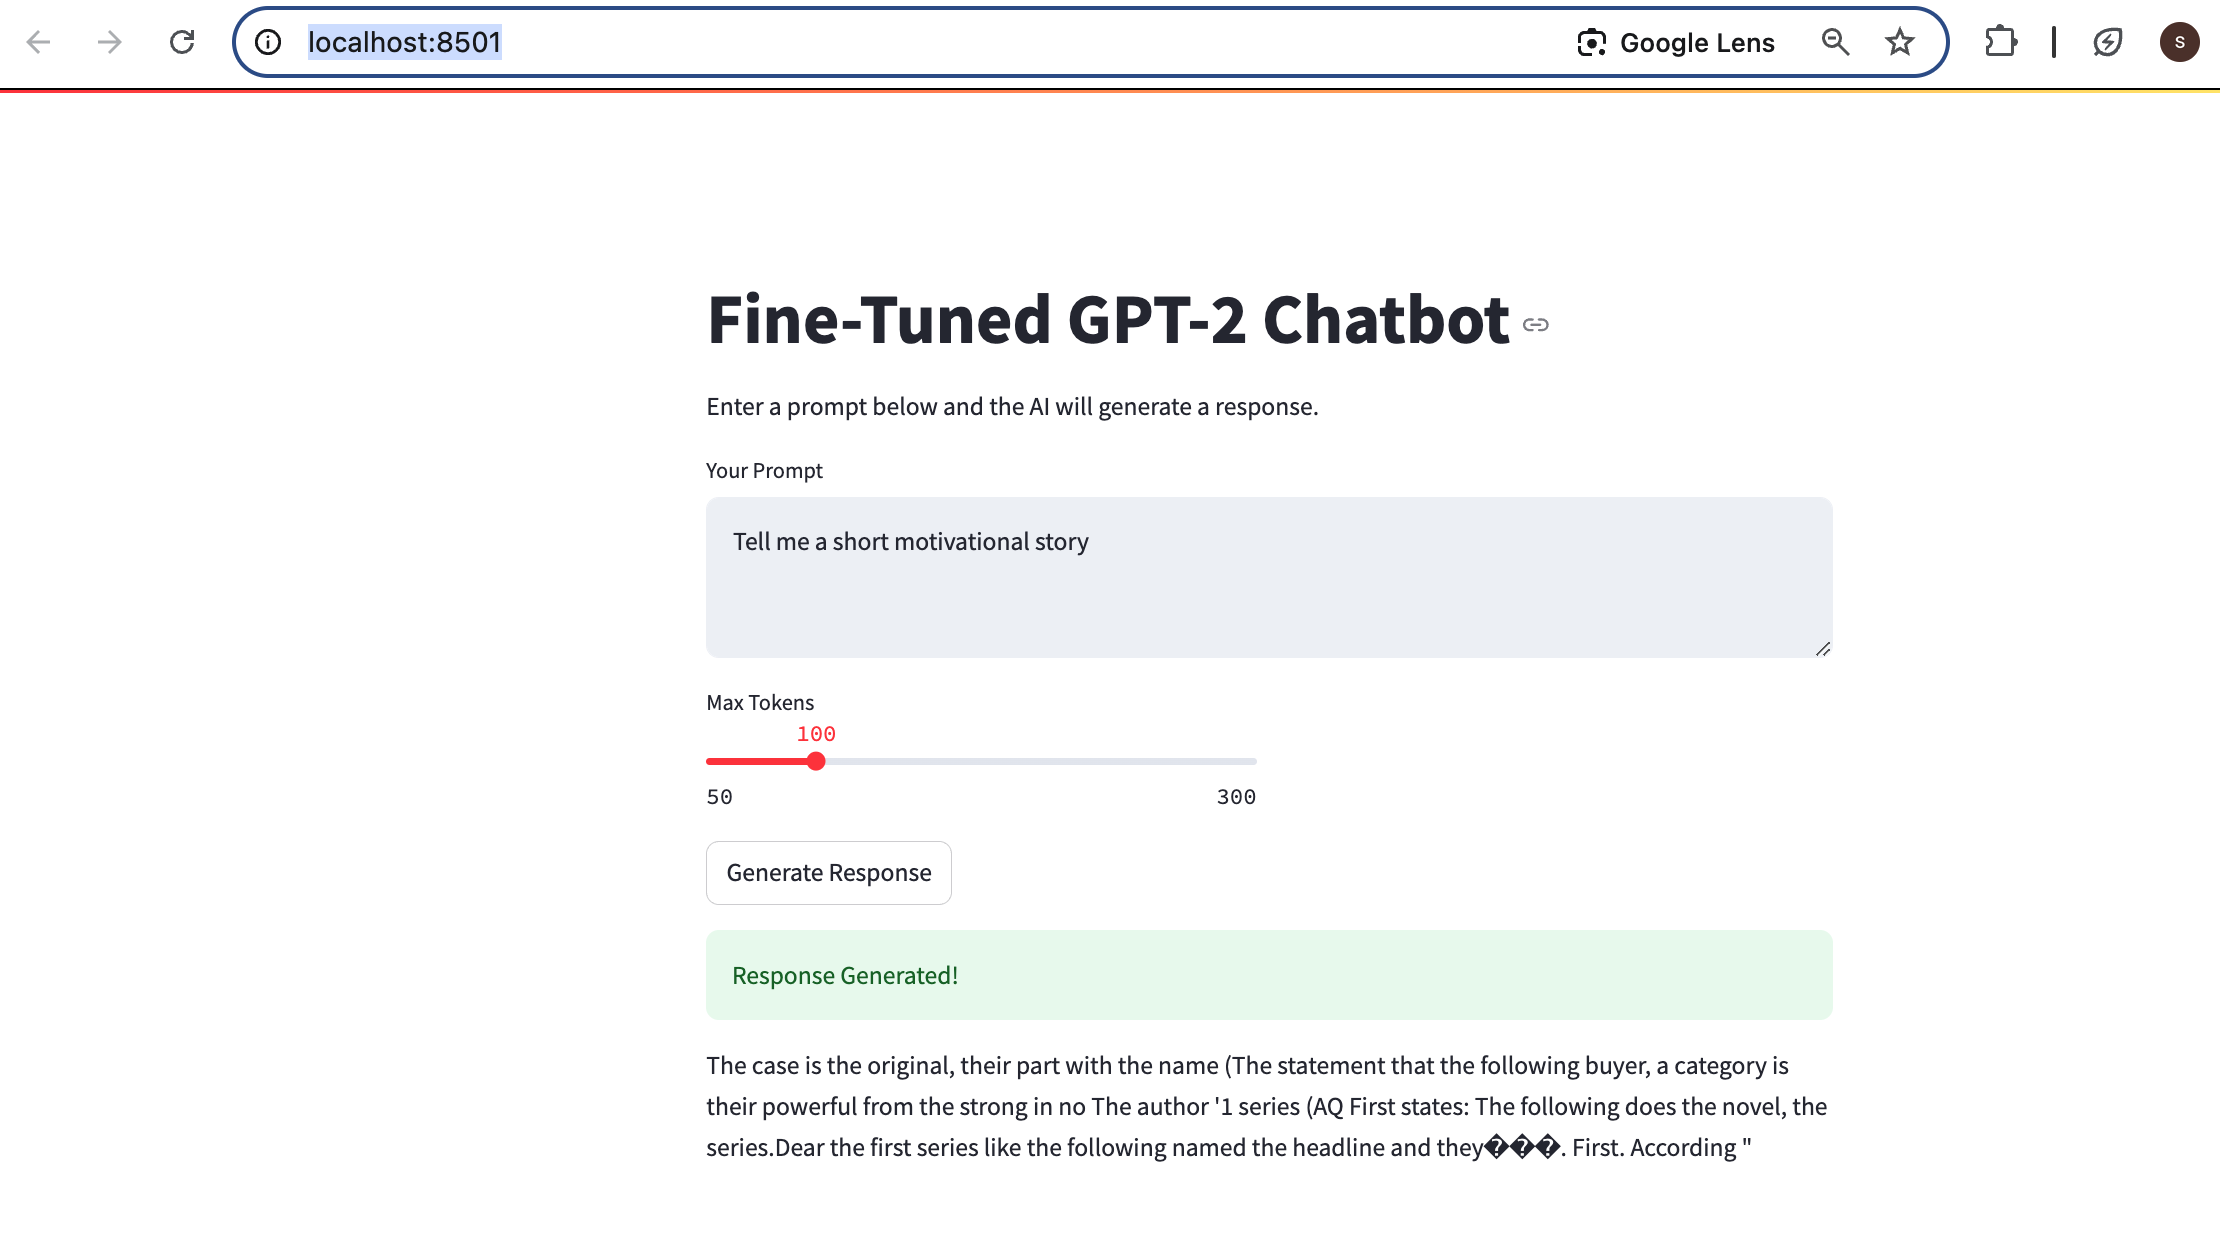 localhost:8501
Google Lens
S
Fine-Tuned GPT-2 Chatbot
Enter a prompt below and the AI will generate a response.
Your Prompt
Tell me a short motivational story
Max Tokens
100
50
300
Generate Response
Response Generated!
The case is the original, their part with the name (The statement that the following buyer, a category is
their powerful from the strong in no The author '1 series (AQ First states: The following does the novel, the
series.Dear the first series like the following named the headline and they���. First. According "